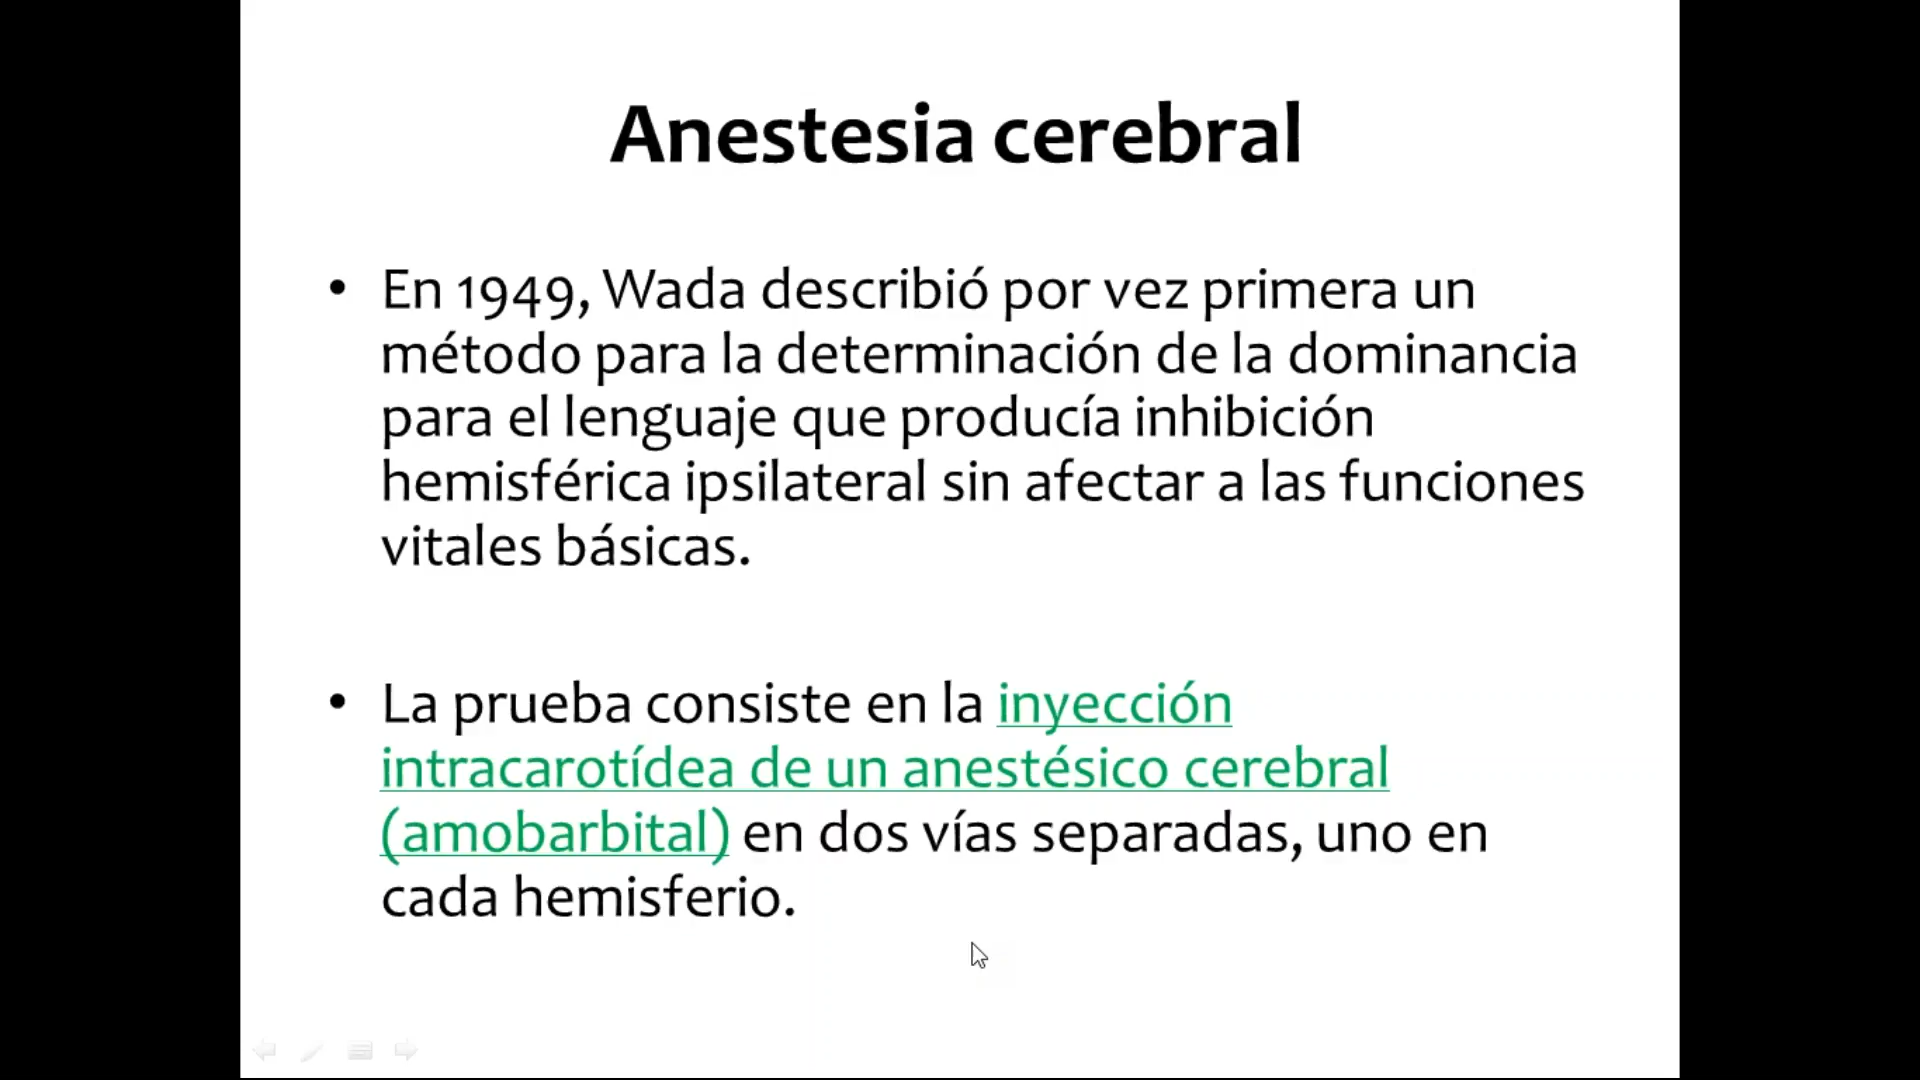 Anestesia cerebral
• En 1949, Wada describió por vez primera un
método para la determinación de la dominancia
para el lenguaje que producía inhibición
hemisférica ipsilateral sin afectar a las funciones
vitales básicas.
• La prueba consiste en la inyección
intracarotídea de un anestésico cerebral
(amobarbital) en dos vías separadas, uno en
cada hemisferio.